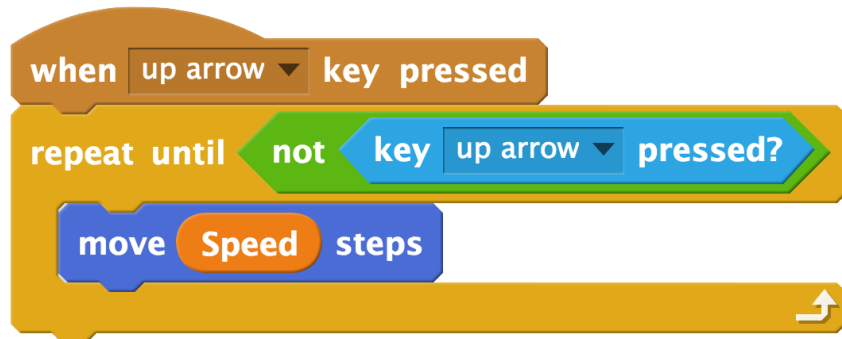 when up arrow key pressed
repeat until not key up arrow pressed?
move Speed steps